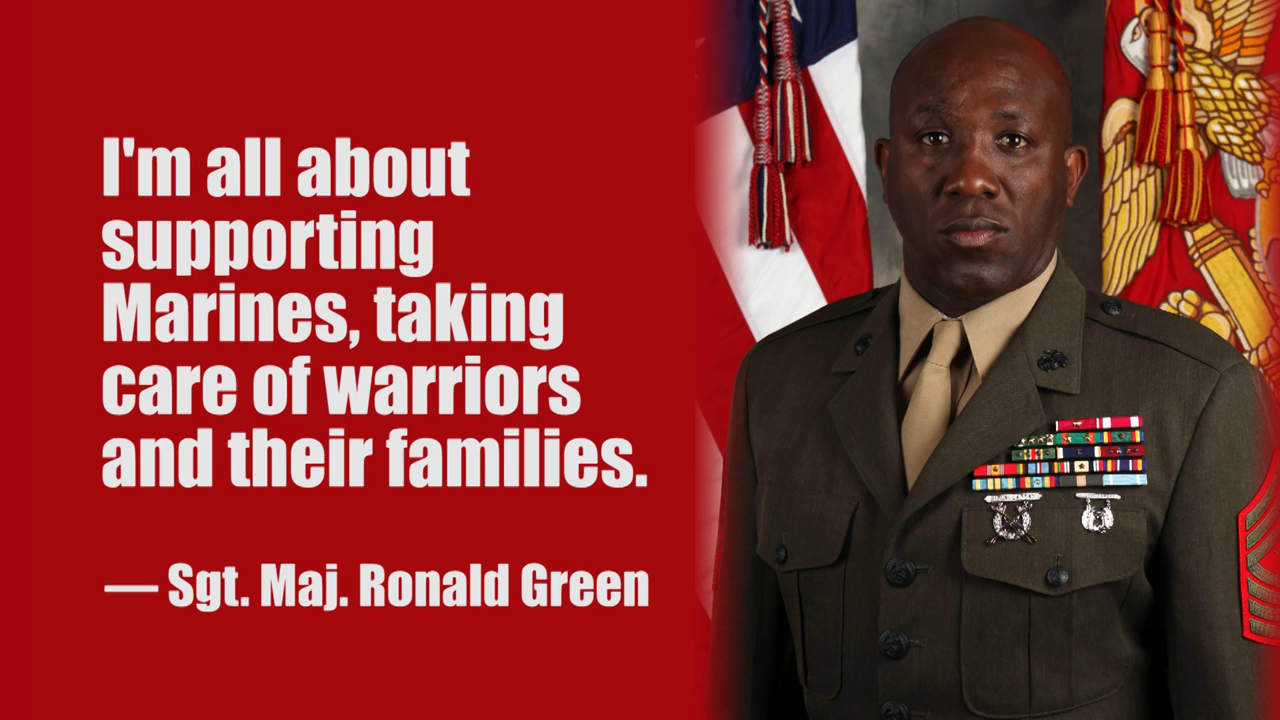 I'm all about
supporting
Marines, taking
care of warriors
and their families.
— Sgt. Maj. Ronald Green